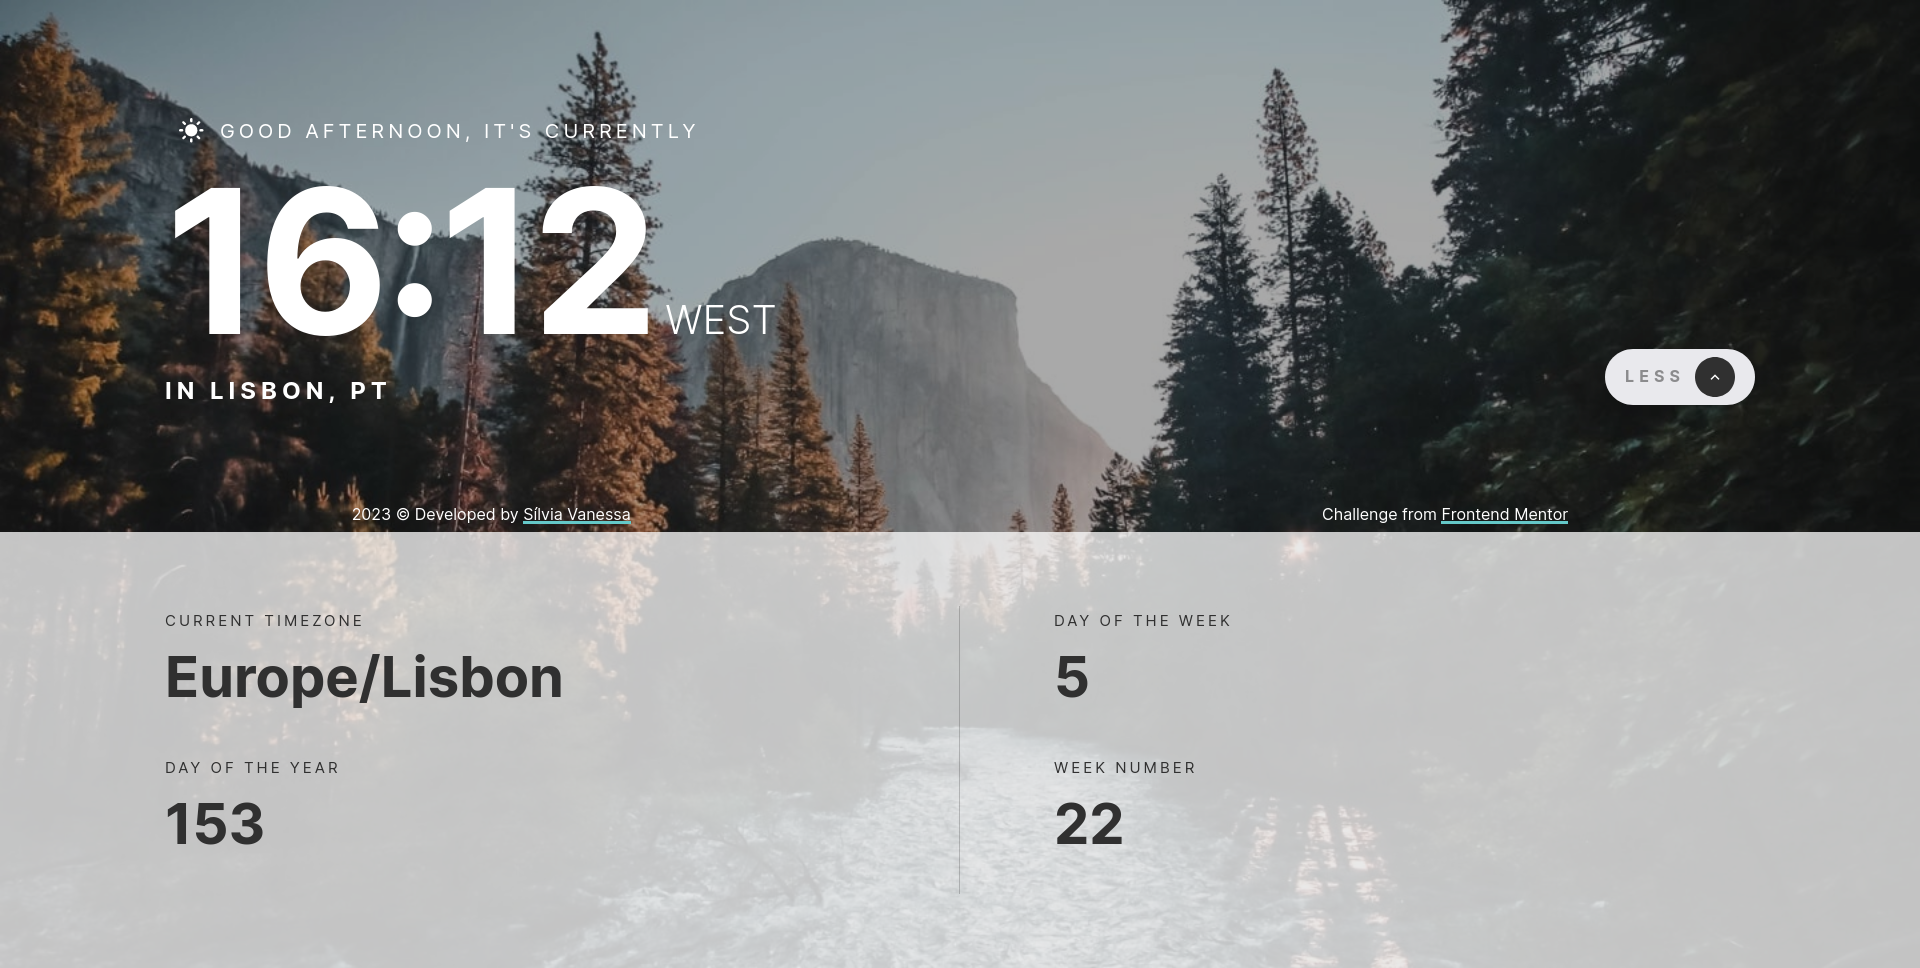 GOOD AFTERNOON, IT'S CURRENTLY
16:12 WEST
IN LISBON, PT
LESS
2023 © Developed by Sílvia Vanessa
Challenge from Frontend Mentor
CURRENT TIMEZONE
Europe/Lisbon
DAY OF THE YEAR
153
DAY OF THE WEEK
5
WEEK NUMBER
22